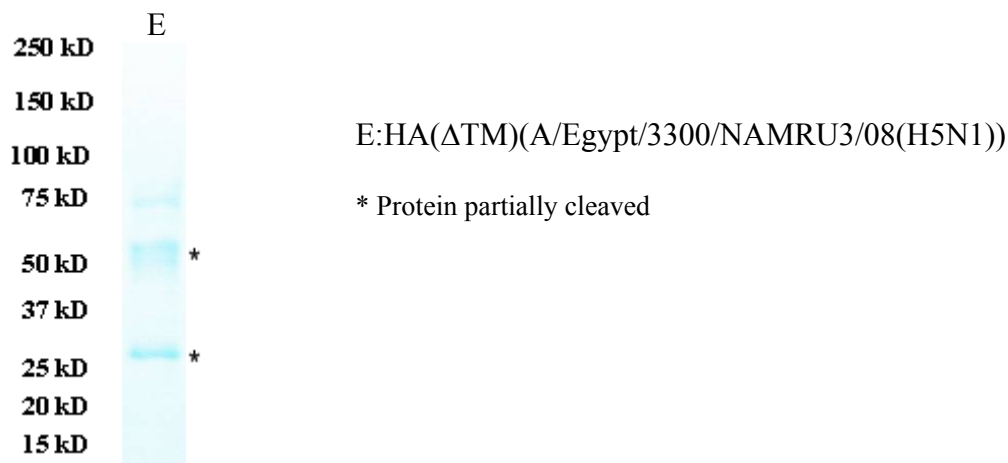 E
250 kD
150 kD
100 kD
75 kD
50 kD
37 kD
25 kD
20 kD
15 kD
*
*
E:HA(ΔTM)(A/Egypt/3300/NAMRU3/08(H5N1))
* Protein partially cleaved